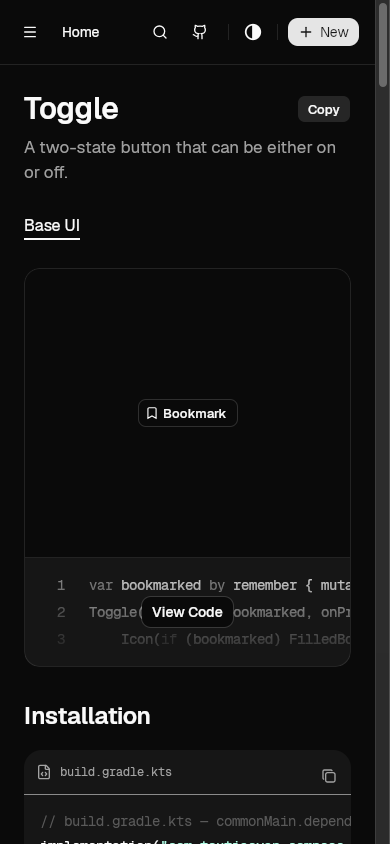 Home
New
Toggle
Copy
A two-state button that can be either on
or off.
Base UI
Bookmark
1 var bookmarked by remember { muta
2 Toggle( ookmarked, onPr
View Code
3 Icon(if (bookmarked) FilledBo
Installation
build.gradle.kts
// build.gradle.kts — commonMain.depend